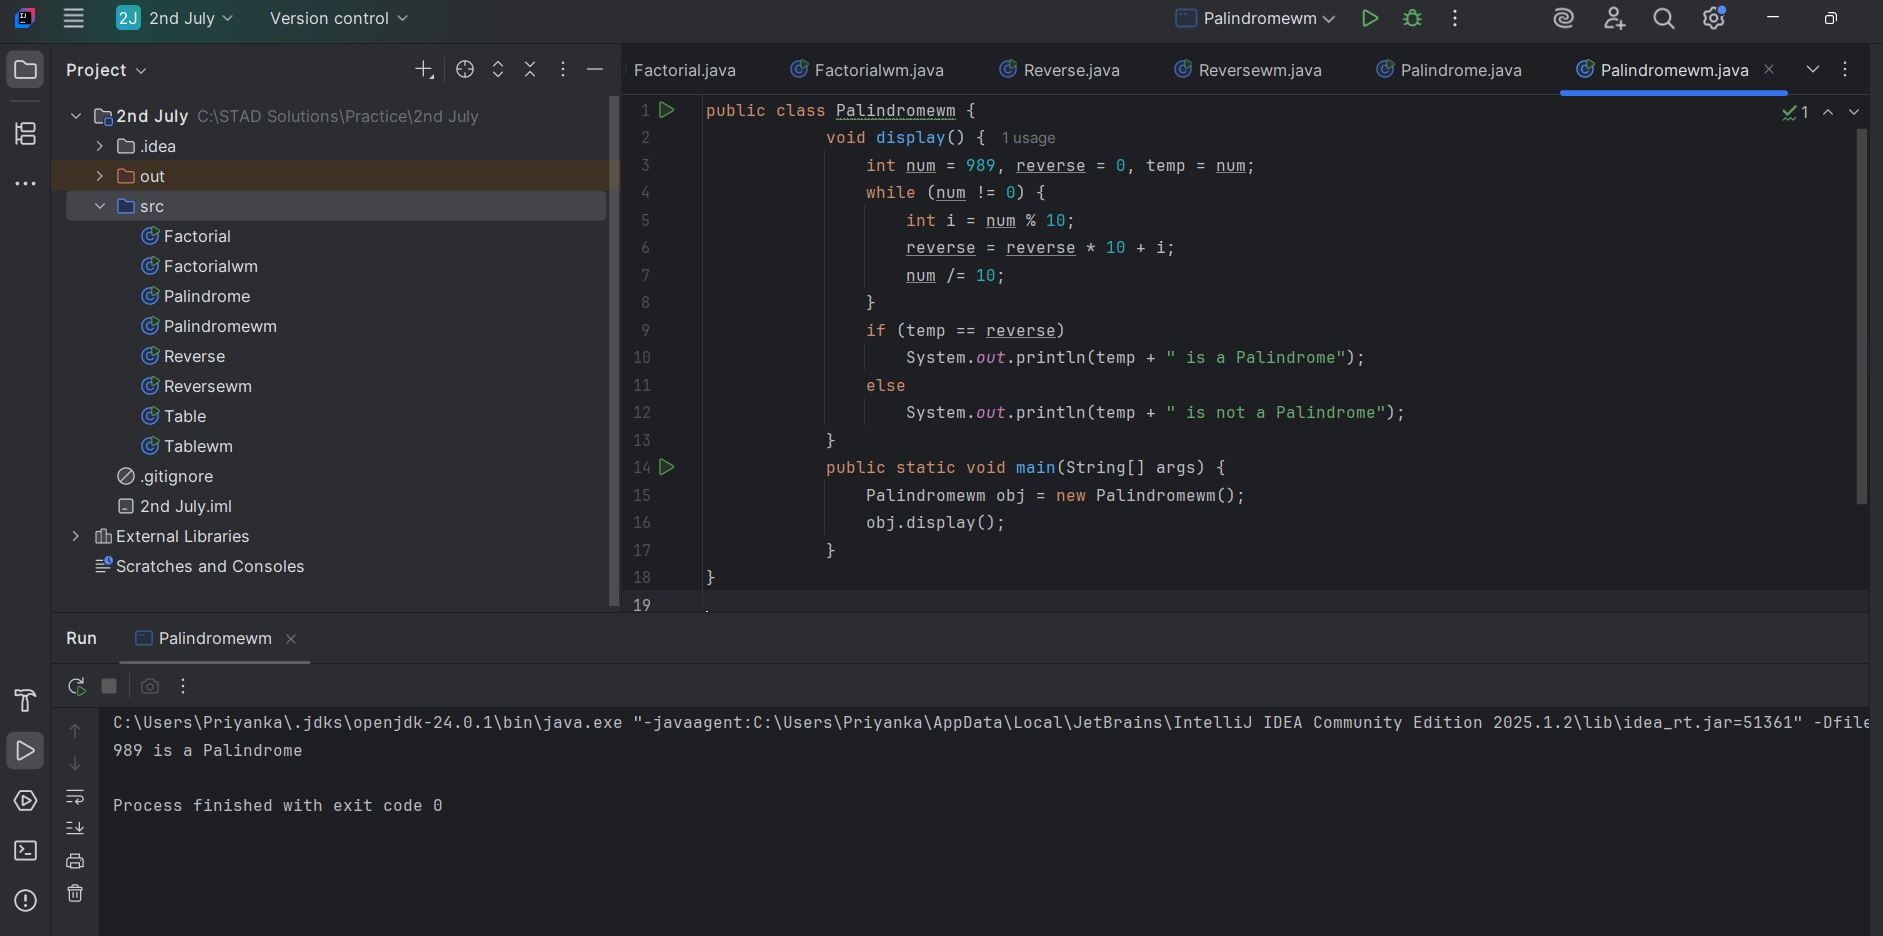 2J 2nd July Version control Palindromewm
Project
Factorial.java Factorialwm.java Reverse.java Reversewm.java Palindrome.java Palindromewm.java
2nd July C:\STAD Solutions\Practice\2nd July
.idea
out
src
Factorial
Factorialwm
Palindrome
Palindromewm
Reverse
Reversewm
Table
Tablewm
.gitignore
2nd July.iml
External Libraries
Scratches and Consoles
1 public class Palindromewm {
2 void display() { 1 usage
3 int num = 989, reverse = 0, temp = num;
4 while (num != 0) {
5 int i = num % 10;
6 reverse = reverse * 10 + i;
7 num /= 10;
8 }
9 if (temp == reverse)
10 System.out.println(temp + " is a Palindrome");
11 else
12 System.out.println(temp + " is not a Palindrome");
13 }
14 public static void main(String[] args) {
15 Palindromewm obj = new Palindromewm();
16 obj.display();
17 }
18 }
19
1
Run Palindromewm
C:\Users\Priyanka\.jdks\openjdk-24.0.1\bin\java.exe "-javaagent:C:\Users\Priyanka\AppData\Local\JetBrains\IntelliJ IDEA Community Edition 2025.1.2\lib\idea_rt.jar=51361" -Dfile
989 is a Palindrome
Process finished with exit code 0